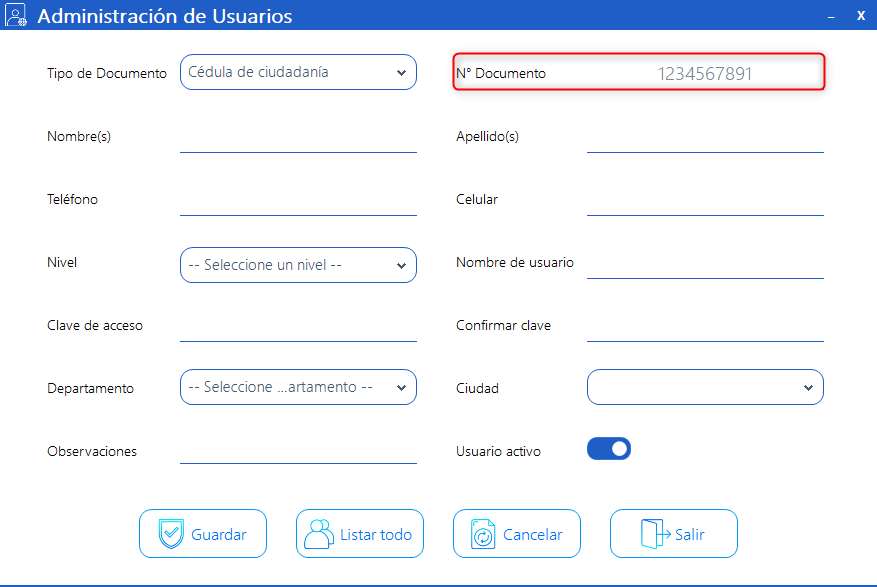 Administración de Usuarios
Tipo de Documento Cédula de ciudadanía N° Documento 1234567891
Nombre(s) Apellido(s)
Teléfono Celular
Nivel -- Seleccione un nivel -- Nombre de usuario
Clave de acceso Confirmar clave
Departamento -- Seleccione ...artamento -- Ciudad
Observaciones Usuario activo
Guardar Listar todo Cancelar Salir